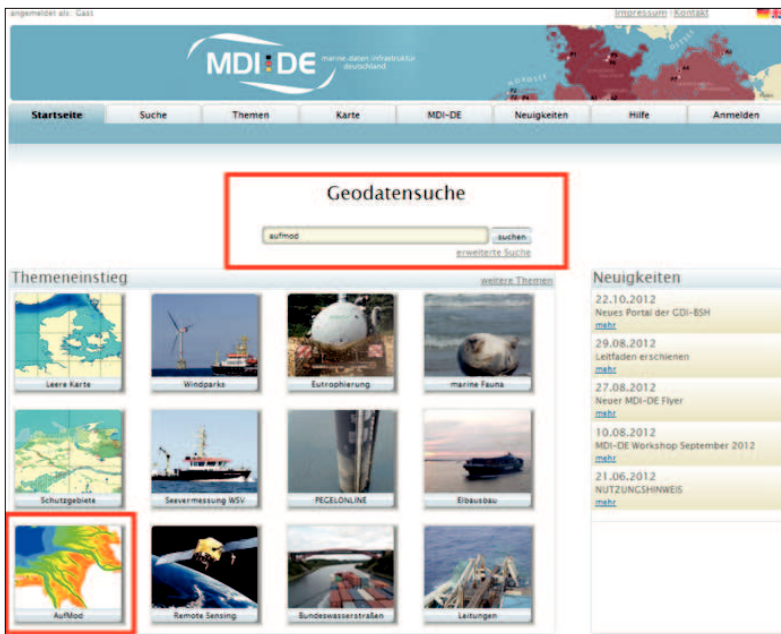 angemeldet als: Gast
Impressum | Kontakt
MDI DE marine daten infrastruktur
deutschland
NORDSEE
OSTSEE
Startseite Suche Themen Karte MDI-DE Neuigkeiten Hilfe Anmelden
Geodatensuche
aufmod suchen
erweiterte Suche
Themeneinstieg weitere Themen
Leere Karte Windparks Eutrophierung marine Fauna
Schutzgebiete Seevermessung WSV PEGELONLINE Elbausbau
AufMod Remote Sensing Bundeswasserstraßen Leitungen
Neuigkeiten
22.10.2012
Neues Portal der GDI-BSH
mehr
29.08.2012
Leitfaden erschienen
mehr
27.08.2012
Neuer MDI-DE Flyer
mehr
10.08.2012
MDI-DE Workshop September 2012
mehr
21.06.2012
NUTZUNGSHINWEIS
mehr